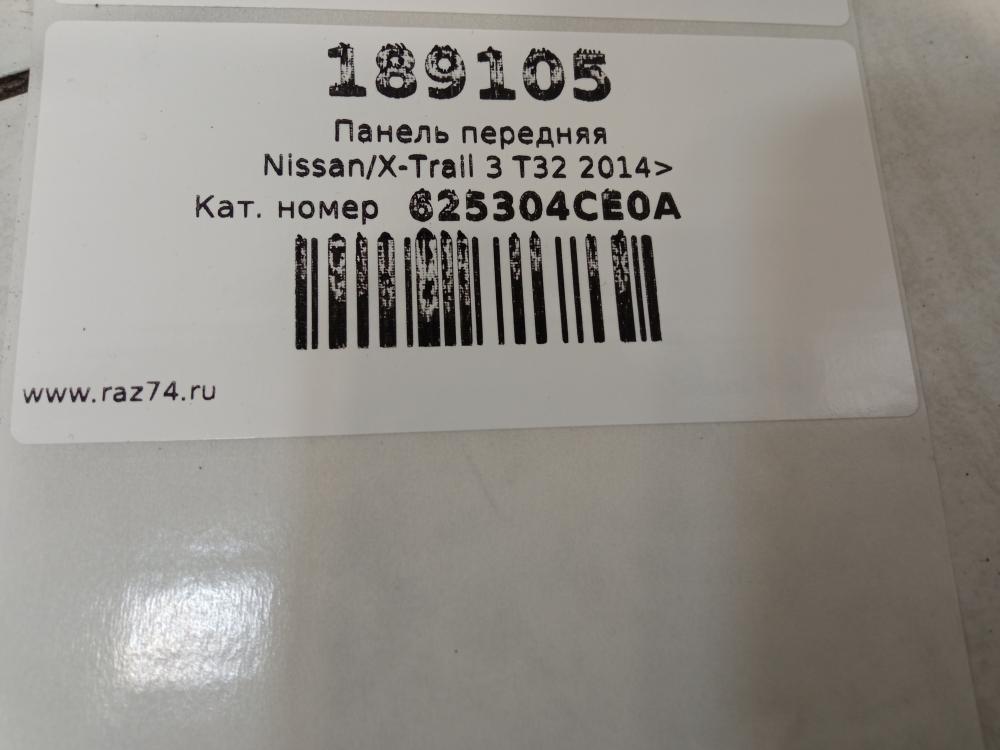 189105
Панель передняя
Nissan/X-Trail 3 T32 2014>
Кат. номер 625304CE0A
www.raz74.ru